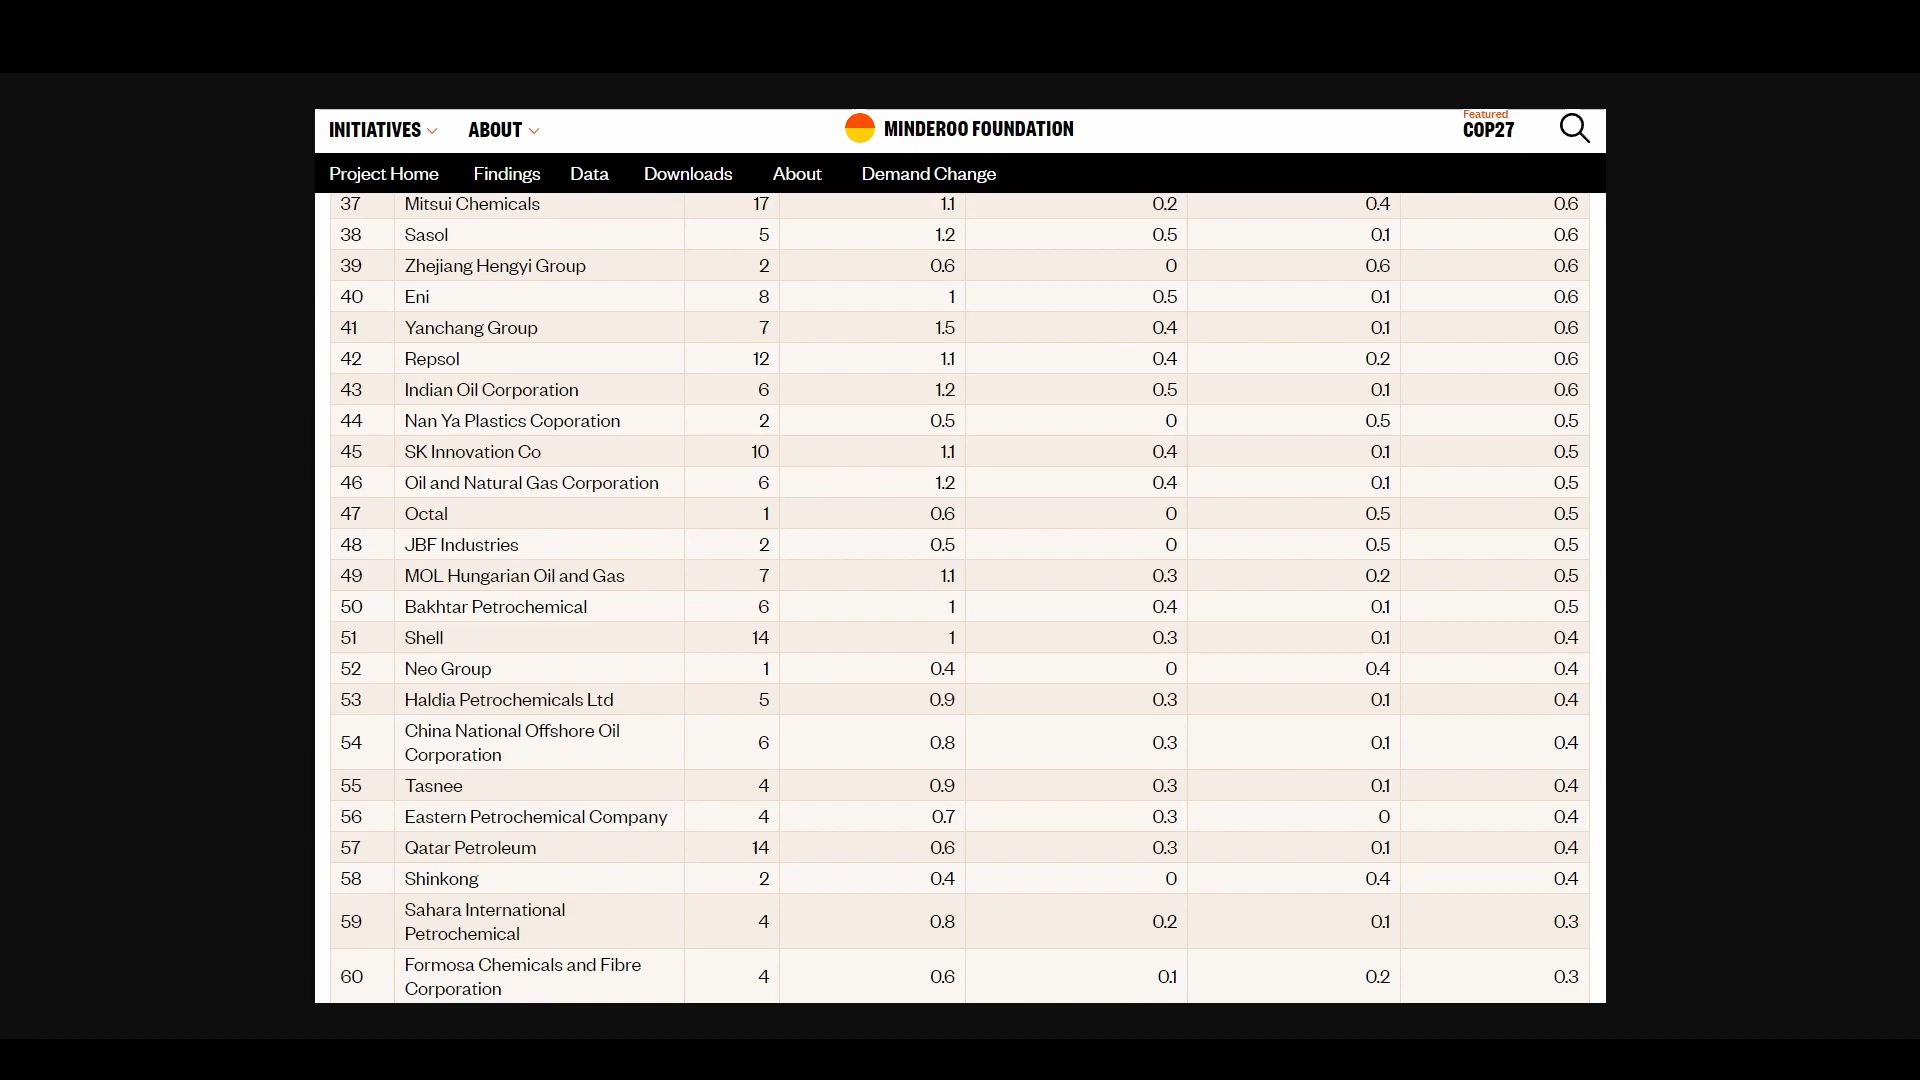 INITIATIVES ABOUT MINDEROO FOUNDATION Featured COP27
Project Home Findings Data Downloads About Demand Change
37 Mitsui Chemicals 17 1.1 0.2 0.4 0.6
38 Sasol 5 1.2 0.5 0.1 0.6
39 Zhejiang Hengyi Group 2 0.6 0 0.6 0.6
40 Eni 8 1 0.5 0.1 0.6
41 Yanchang Group 7 1.5 0.4 0.1 0.6
42 Repsol 12 1.1 0.4 0.2 0.6
43 Indian Oil Corporation 6 1.2 0.5 0.1 0.6
44 Nan Ya Plastics Coporation 2 0.5 0 0.5 0.5
45 SK Innovation Co 10 1.1 0.4 0.1 0.5
46 Oil and Natural Gas Corporation 6 1.2 0.4 0.1 0.5
47 Octal 1 0.6 0 0.5 0.5
48 JBF Industries 2 0.5 0 0.5 0.5
49 MOL Hungarian Oil and Gas 7 1.1 0.3 0.2 0.5
50 Bakhtar Petrochemical 6 1 0.4 0.1 0.5
51 Shell 14 1 0.3 0.1 0.4
52 Neo Group 1 0.4 0 0.4 0.4
53 Haldia Petrochemicals Ltd 5 0.9 0.3 0.1 0.4
54 China National Offshore Oil
Corporation 6 0.8 0.3 0.1 0.4
55 Tasnee 4 0.9 0.3 0.1 0.4
56 Eastern Petrochemical Company 4 0.7 0.3 0 0.4
57 Qatar Petroleum 14 0.6 0.3 0.1 0.4
58 Shinkong 2 0.4 0 0.4 0.4
59 Sahara International
Petrochemical 4 0.8 0.2 0.1 0.3
60 Formosa Chemicals and Fibre
Corporation 4 0.6 0.1 0.2 0.3